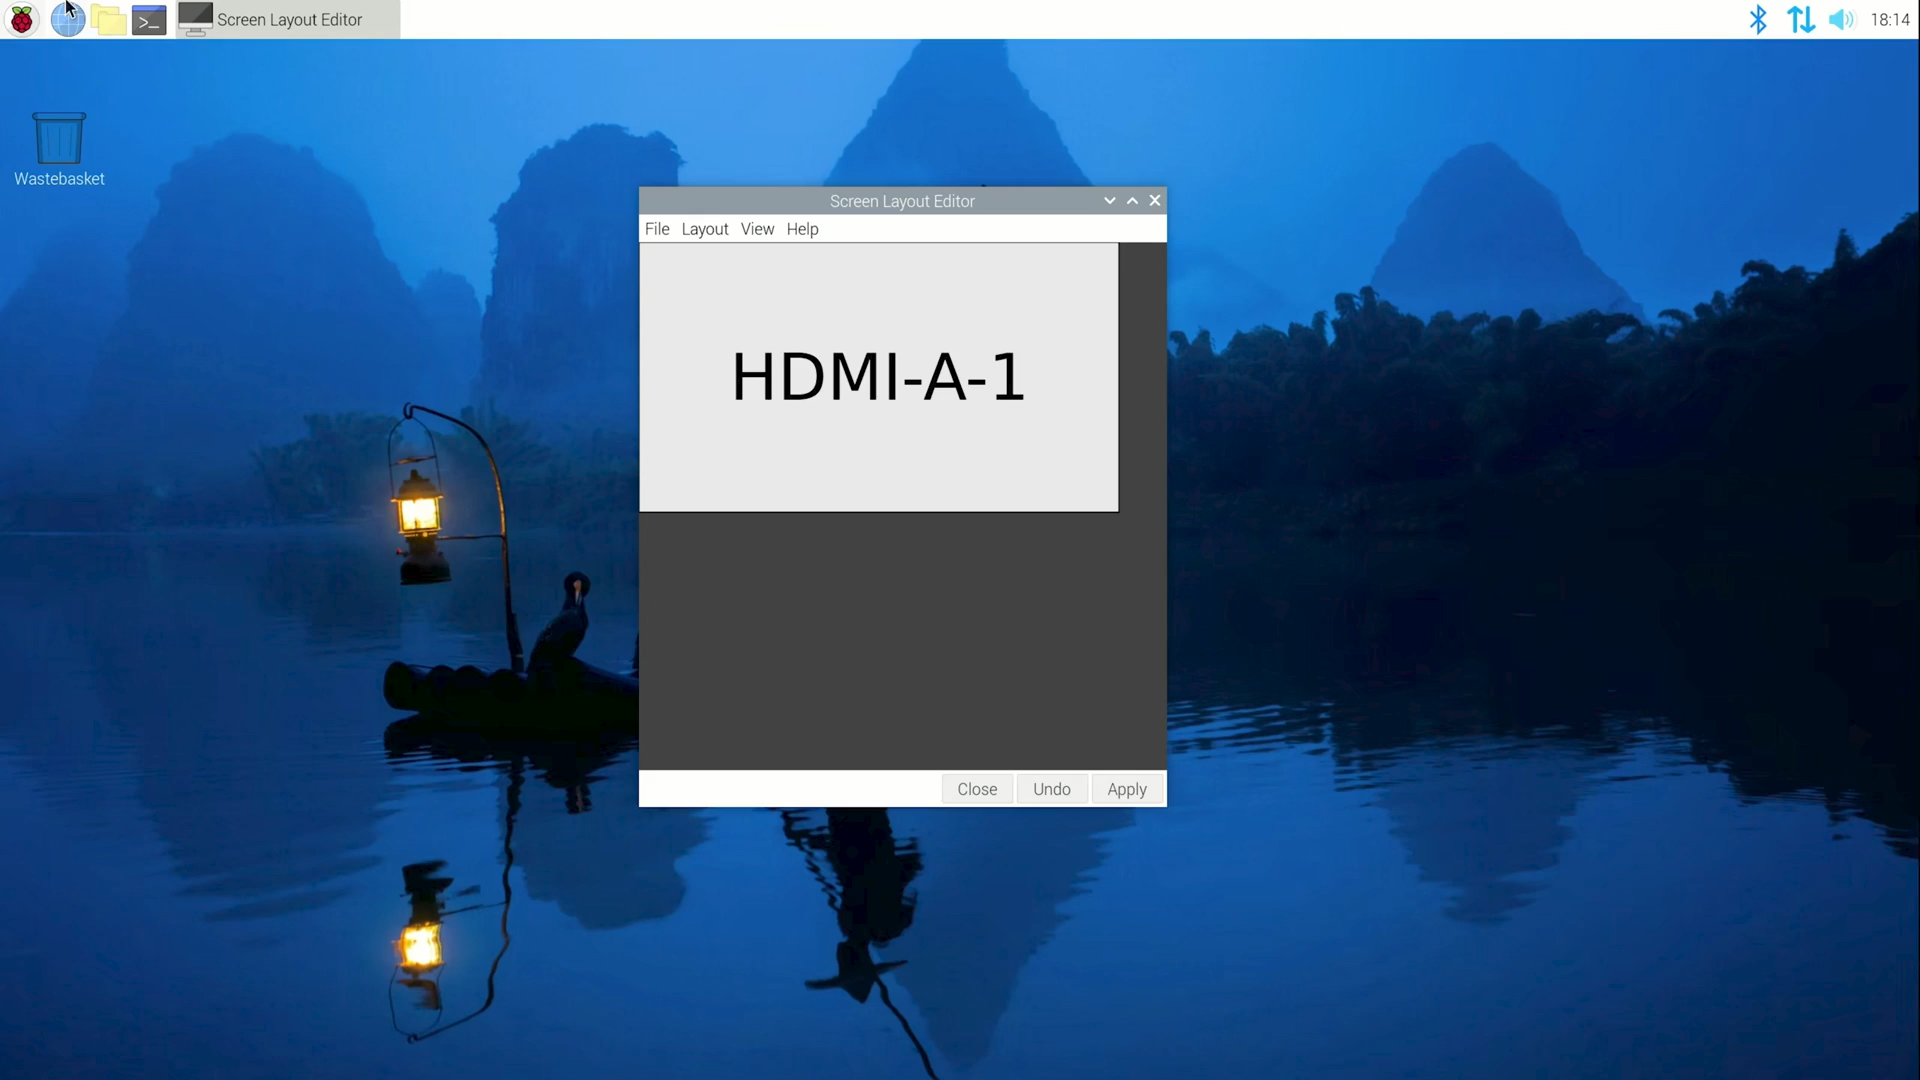 Screen Layout Editor
18:14
Wastebasket
Screen Layout Editor
File Layout View Help
HDMI-A-1
Close Undo Apply